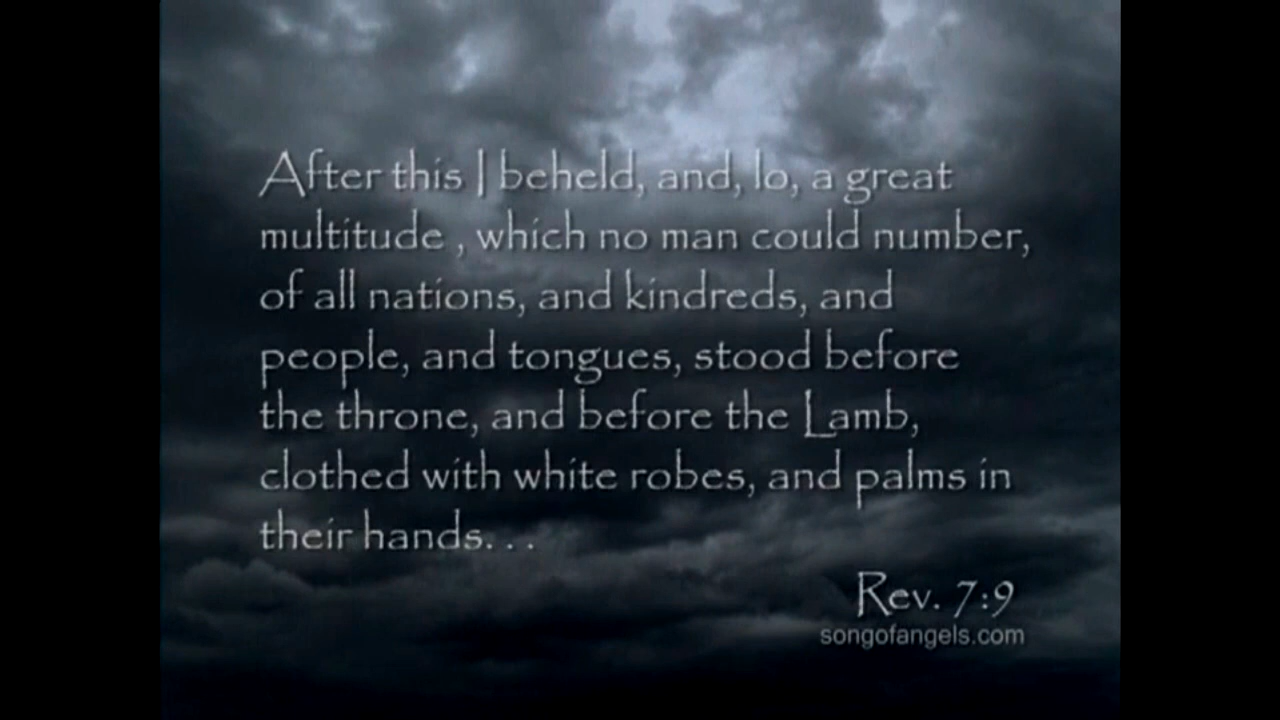 After this I beheld, and, lo, a great
multitude , which no man could number,
of all nations, and kindreds, and
people, and tongues, stood before
the throne, and before the Lamb,
clothed with white robes, and palms in
their hands. . .
Rev. 7:9
songofangels.com